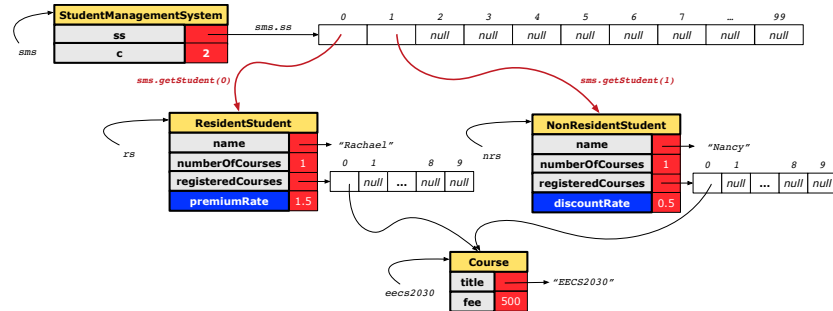 StudentManagementSystem
sms
ss
c 2
sms.ss
0 1 2 3 4 5 6 7 … 99
null null null null null null null null
sms.getStudent(0)
sms.getStudent(1)
ResidentStudent
rs
name
"Rachael"
numberOfCourses 1
registeredCourses
premiumRate 1.5
0 1 8 9
null … null null
NonResidentStudent
nrs
name
"Nancy"
numberOfCourses 1
registeredCourses
discountRate 0.5
0 1 8 9
null … null null
Course
eecs2030
title
"EECS2030"
fee 500